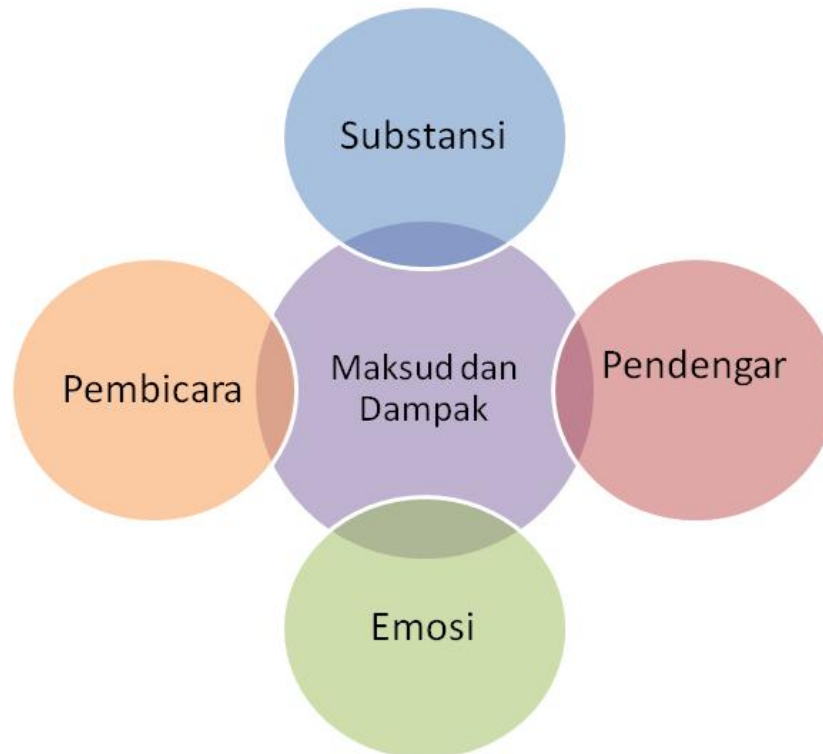 Substansi
Pembicara
Maksud dan
Dampak
Pendengar
Emosi